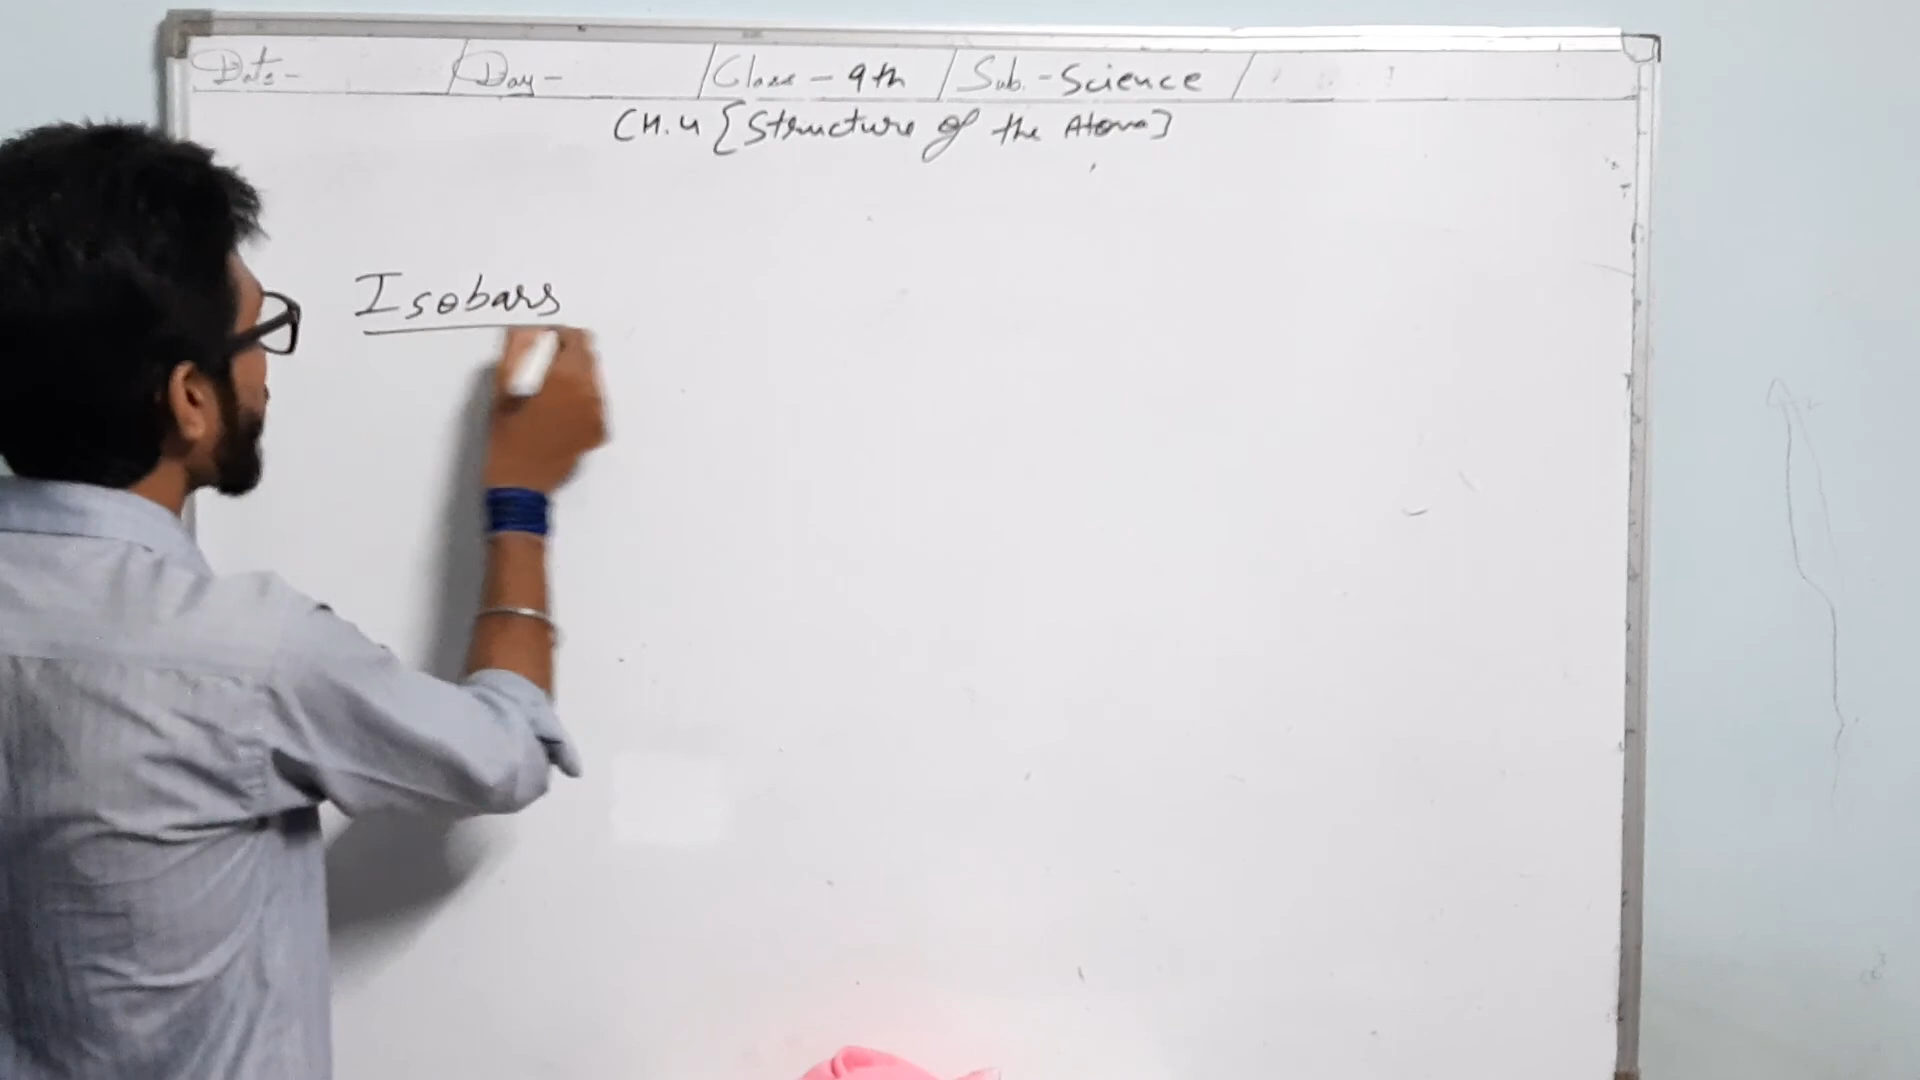 Date - / Day - / Class - 9th / Sub. - Science /
CH.4 [Structure of the Atom]
Isobars